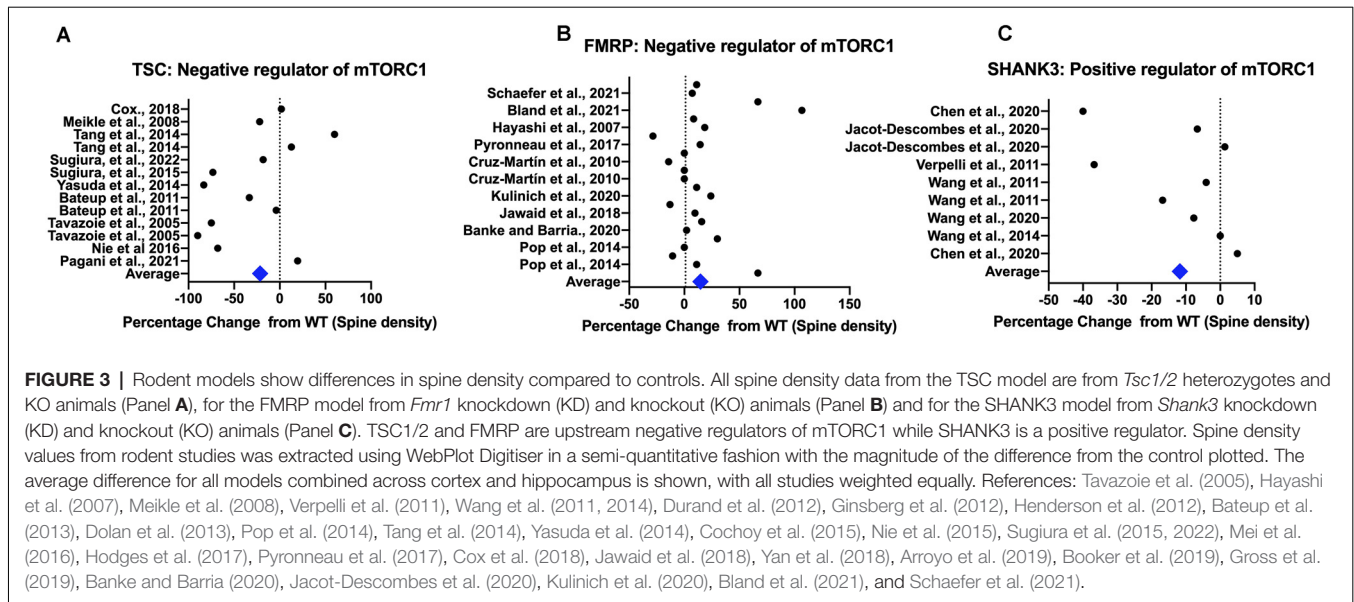 A
TSC: Negative regulator of mTORC1
Cox., 2018
Meikle et al., 2008
Tang et al., 2014
Tang et al., 2014
Sugiura, et al., 2022
Sugiura, et al., 2015
Yasuda et al., 2014
Bateup et al., 2011
Bateup et al., 2011
Tavazoie et al., 2005
Tavazoie et al., 2005
Nie et al 2016
Pagani et al., 2021
Average
-100 -50 0 50 100
Percentage Change from WT (Spine density)
B
FMRP: Negative regulator of mTORC1
Schaefer et al., 2021
Bland et al., 2021
Hayashi et al., 2007
Pyronneau et al., 2017
Cruz-Martín et al., 2010
Cruz-Martín et al., 2010
Kulinich et al., 2020
Jawaid et al., 2018
Banke and Barria., 2020
Pop et al., 2014
Pop et al., 2014
Average
-50 0 50 100 150
Percentage Change from WT (Spine density)
C
SHANK3: Positive regulator of mTORC1
Chen et al., 2020
Jacot-Descombes et al., 2020
Jacot-Descombes et al., 2020
Verpelli et al., 2011
Wang et al., 2011
Wang et al., 2011
Wang et al., 2020
Wang et al., 2014
Chen et al., 2020
Average
-50 -40 -30 -20 -10 0 10
Percentage Change from WT (Spine density)
FIGURE 3 | Rodent models show differences in spine density compared to controls. All spine density data from the TSC model are from Tsc1/2 heterozygotes and
KO animals (Panel A), for the FMRP model from Fmr1 knockdown (KD) and knockout (KO) animals (Panel B) and for the SHANK3 model from Shank3 knockdown
(KD) and knockout (KO) animals (Panel C). TSC1/2 and FMRP are upstream negative regulators of mTORC1 while SHANK3 is a positive regulator. Spine density
values from rodent studies was extracted using WebPlot Digitiser in a semi-quantitative fashion with the magnitude of the difference from the control plotted. The
average difference for all models combined across cortex and hippocampus is shown, with all studies weighted equally. References: Tavazoie et al. (2005), Hayashi
et al. (2007), Meikle et al. (2008), Verpelli et al. (2011), Wang et al. (2011, 2014), Durand et al. (2012), Ginsberg et al. (2012), Henderson et al. (2012), Bateup et al.
(2013), Dolan et al. (2013), Pop et al. (2014), Tang et al. (2014), Yasuda et al. (2014), Cochoy et al. (2015), Nie et al. (2015), Sugiura et al. (2015, 2022), Mei et al.
(2016), Hodges et al. (2017), Pyronneau et al. (2017), Cox et al. (2018), Jawaid et al. (2018), Yan et al. (2018), Arroyo et al. (2019), Booker et al. (2019), Gross et al.
(2019), Banke and Barria (2020), Jacot-Descombes et al. (2020), Kulinich et al. (2020), Bland et al. (2021), and Schaefer et al. (2021).